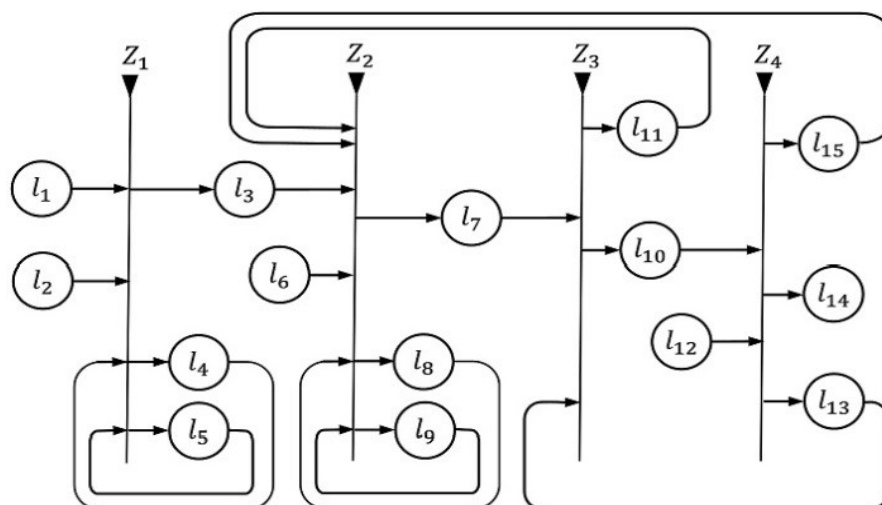 Z₁ Z₂ Z₃ Z₄
l₁₁
l₁₅
l₁ l₃
l₇
l₂ l₆ l₁₀
l₁₄
l₁₂
l₄ l₈
l₁₃
l₅ l₉